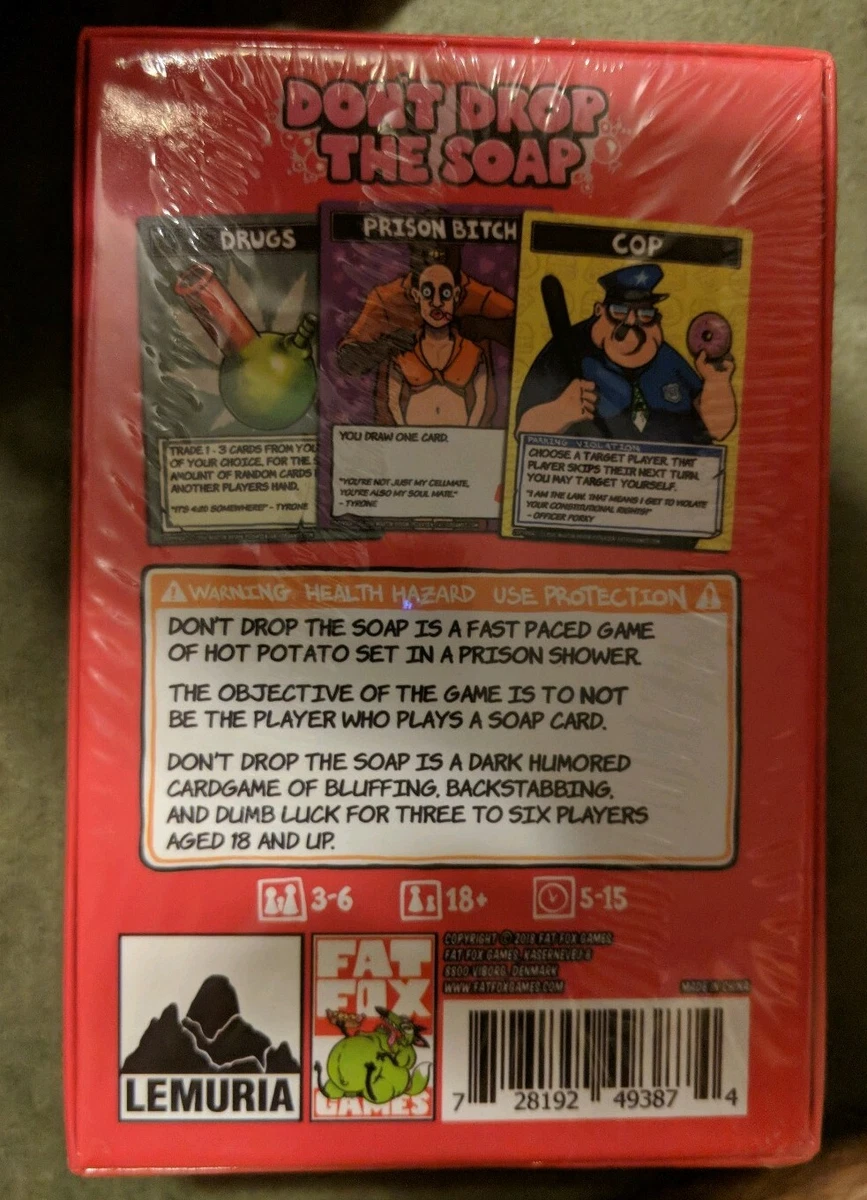 DON'T DROP
THE SOAP
DRUGS
TRADE 1 - 3 CARDS FROM YOU
OF YOUR CHOICE, FOR THE S
AMOUNT OF RANDOM CARDS
ANOTHER PLAYERS HAND.
"IT'S 4:20 SOMEWHERE!" - TYRONE
PRISON BITCH
YOU DRAW ONE CARD.
"YOU'RE NOT JUST MY CELLMATE,
YOU'RE ALSO MY SOUL MATE."
- TYRONE
COP
PARKING VIOLATION
CHOOSE A TARGET PLAYER. THAT
PLAYER SKIPS THEIR NEXT TURN.
YOU MAY TARGET YOURSELF.
"I AM THE LAW. THAT MEANS I GET TO VIOLATE
YOUR CONSTITUTIONAL RIGHTS!"
- OFFICER PORKY
WARNING HEALTH HAZARD USE PROTECTION
DON'T DROP THE SOAP IS A FAST PACED GAME
OF HOT POTATO SET IN A PRISON SHOWER.
THE OBJECTIVE OF THE GAME IS TO NOT
BE THE PLAYER WHO PLAYS A SOAP CARD.
DON'T DROP THE SOAP IS A DARK HUMORED
CARDGAME OF BLUFFING, BACKSTABBING,
AND DUMB LUCK FOR THREE TO SIX PLAYERS
AGED 18 AND UP.
3-6 18+ 5-15
LEMURIA
FAT
FOX
GAMES
COPYRIGHT © 2018 FAT FOX GAMES
FAT FOX GAMES, KASERNEVEJ 8
8800 VIBORG, DENMARK
WWW.FATFOXGAMES.COM
MADE IN CHINA
7 28192 49387 4